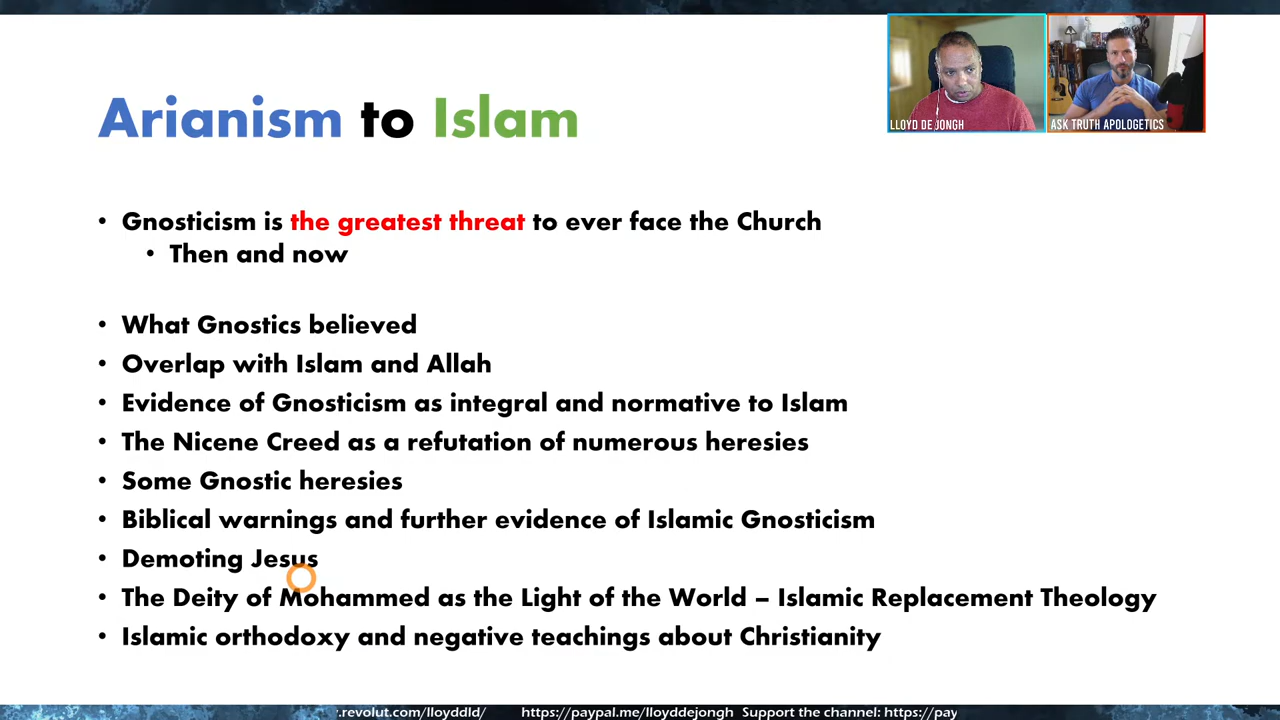 LLOYD DE JONGH
ASK TRUTH APOLOGETICS
Arianism to Islam
• Gnosticism is the greatest threat to ever face the Church
• Then and now
• What Gnostics believed
• Overlap with Islam and Allah
• Evidence of Gnosticism as integral and normative to Islam
• The Nicene Creed as a refutation of numerous heresies
• Some Gnostic heresies
• Biblical warnings and further evidence of Islamic Gnosticism
• Demoting Jesus
• The Deity of Mohammed as the Light of the World – Islamic Replacement Theology
• Islamic orthodoxy and negative teachings about Christianity
.revolut.com/lloyddld/ https://paypal.me/lloyddejongh Support the channel: https://pay